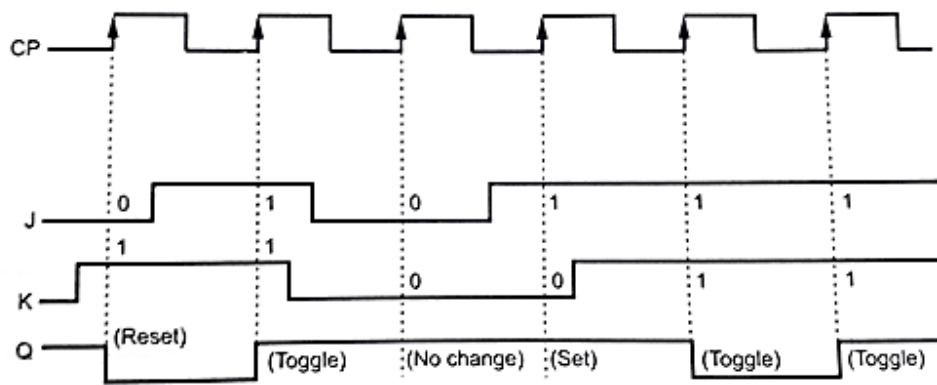 CP
J 0 1 0 1 1 1
1 1
K 0 0 1 1
Q (Reset) (Toggle) (No change) (Set) (Toggle) (Toggle)